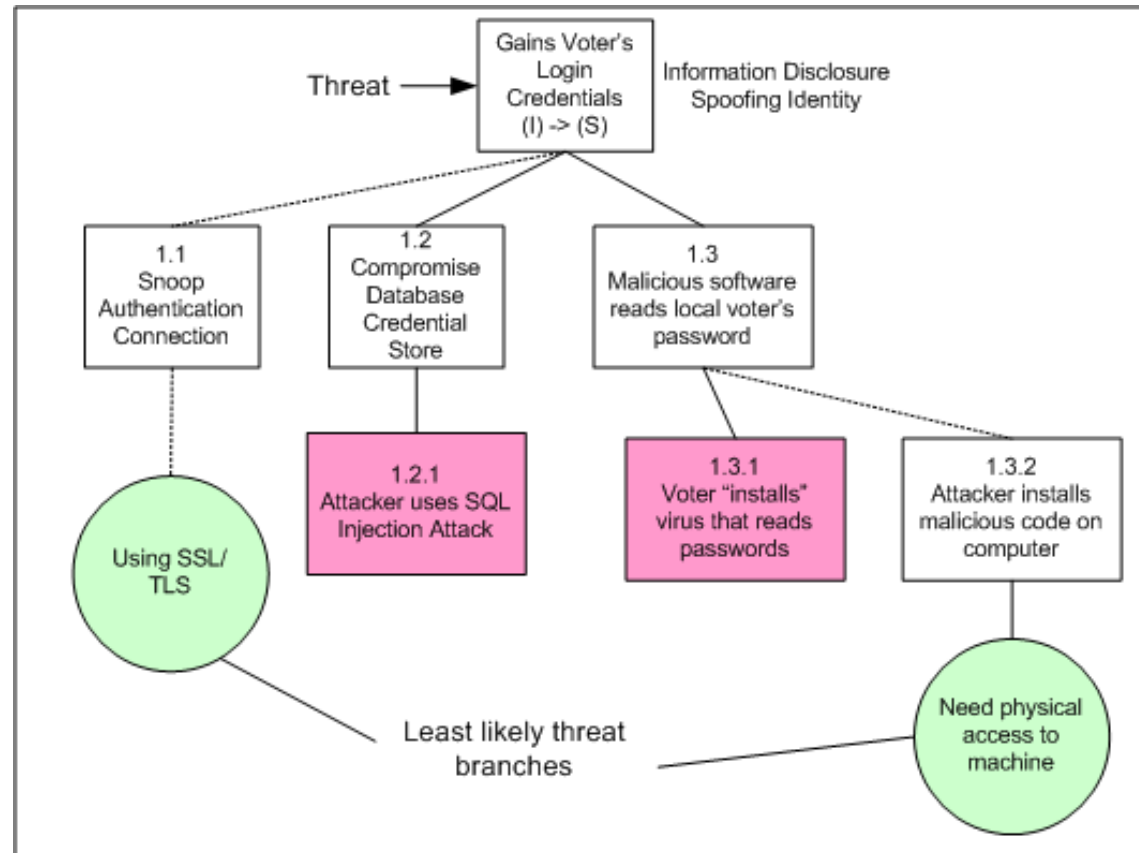 Gains Voter's
Login
Credentials
(I) -> (S)
Threat
Information Disclosure
Spoofing Identity
1.1
Snoop
Authentication
Connection
1.2
Compromise
Database
Credential
Store
1.3
Malicious software
reads local voter's
password
1.2.1
Attacker uses SQL
Injection Attack
1.3.1
Voter “installs”
virus that reads
passwords
1.3.2
Attacker installs
malicious code on
computer
Using SSL/
TLS
Need physical
access to
machine
Least likely threat
branches